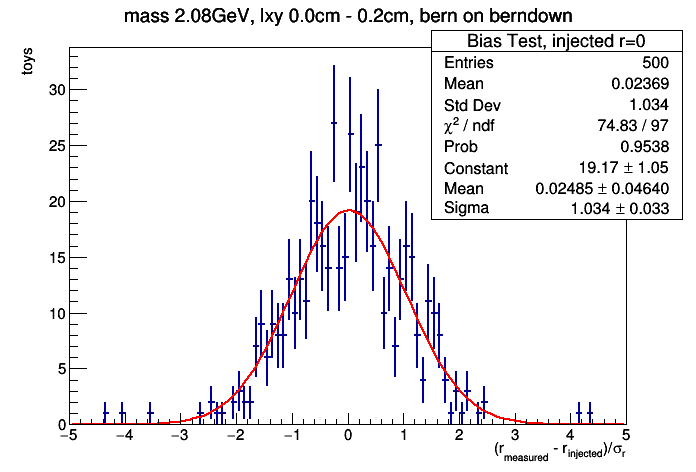 mass 2.08GeV, lxy 0.0cm - 0.2cm, bern on berndown
Bias Test, injected r=0
Entries 500
Mean 0.02369
Std Dev 1.034
χ² / ndf 74.83 / 97
Prob 0.9538
Constant 19.17 ± 1.05
Mean 0.02485 ± 0.04640
Sigma 1.034 ± 0.033
toys
30
25
20
15
10
5
0
−5 −4 −3 −2 −1 0 1 2 3 4 5
(r_measured - r_injected)/σ_r